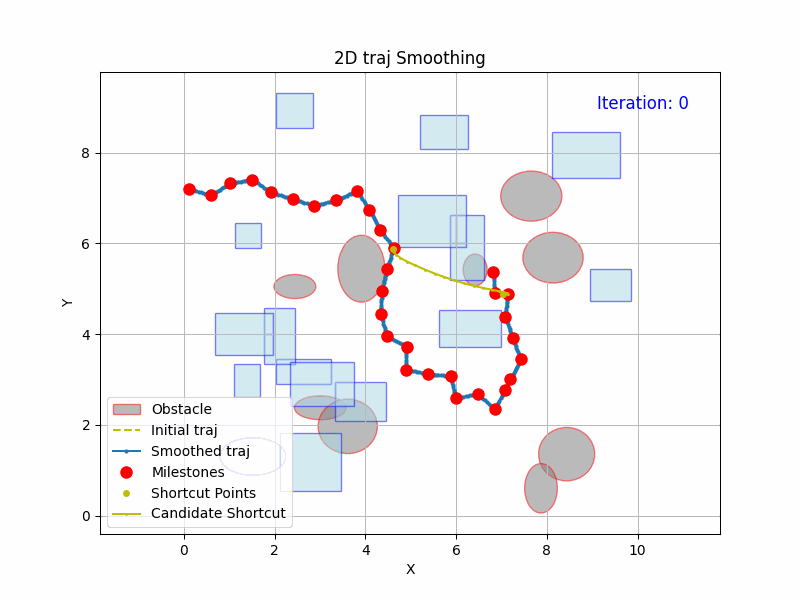 2D traj Smoothing
Iteration: 0
8
6
4
2
0
Y
Obstacle
Initial traj
Smoothed traj
Milestones
Shortcut Points
Candidate Shortcut
0 2 4 6 8 10
X